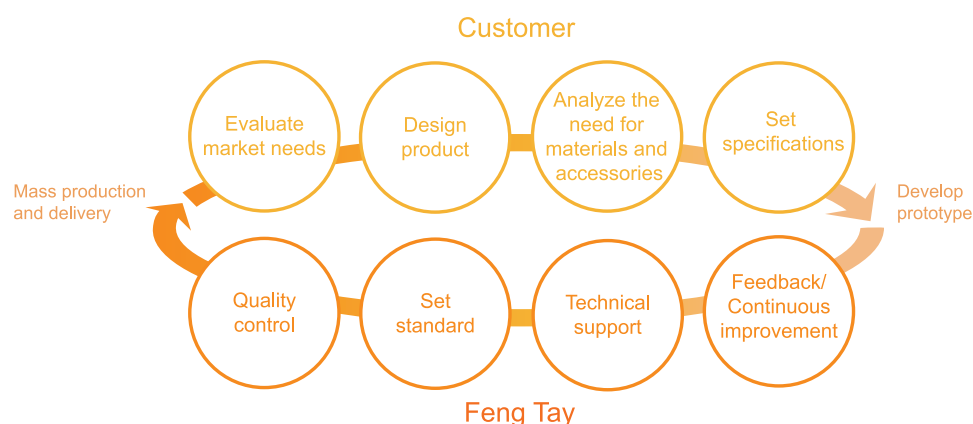 Customer
Evaluate
market needs
Design
product
Analyze the
need for
materials and
accessories
Set
specifications
Mass production
and delivery
Develop
prototype
Quality
control
Set
standard
Technical
support
Feedback/
Continuous
improvement
Feng Tay